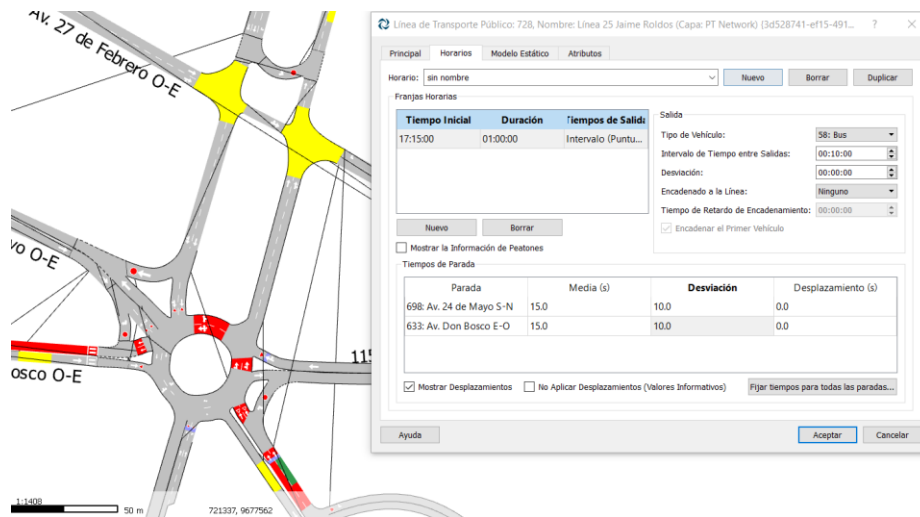 Av. 27 de Febrero O-E
vo O-E
osco O-E
115
1:1408
50 m
721337, 9677562
Línea de Transporte Público: 728, Nombre: Línea 25 Jaime Roldos (Capa: PT Network) (3d528741-ef15-491... ? ×
Principal Horarios Modelo Estático Atributos
Horario: sin nombre Nuevo Borrar Duplicar
Franjas Horarias
Tiempo Inicial Duración Tiempos de Salida
17:15:00 01:00:00 Intervalo (Puntu...
Nuevo Borrar
Salida
Tipo de Vehículo: 58: Bus
Intervalo de Tiempo entre Salidas: 00:10:00
Desviación: 00:00:00
Encadenado a la Línea: Ninguno
Tiempo de Retardo de Encadenamiento: 00:00:00
Encadenar el Primer Vehículo
Mostrar la Información de Peatones
Tiempos de Parada
Parada Media (s) Desviación Desplazamiento (s)
698: Av. 24 de Mayo S-N 15.0 10.0 0.0
633: Av. Don Bosco E-O 15.0 10.0 0.0
Mostrar Desplazamientos No Aplicar Desplazamientos (Valores Informativos) Fijar tiempos para todas las paradas...
Ayuda Aceptar Cancelar